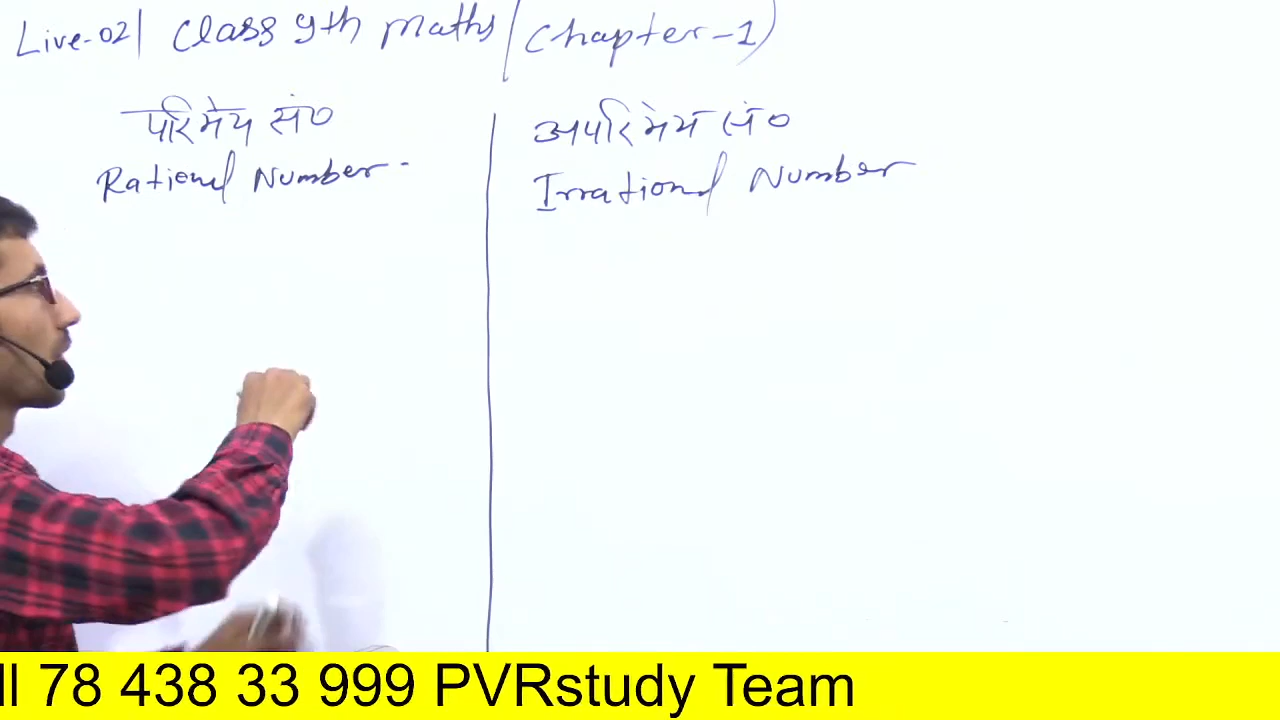 Live-02| Class 9th Maths (Chapter-1)
परिमेय सं०
Rational Number -
अपरिमेय सं०
Irrational Number
ll 78 438 33 999 PVRstudy Team